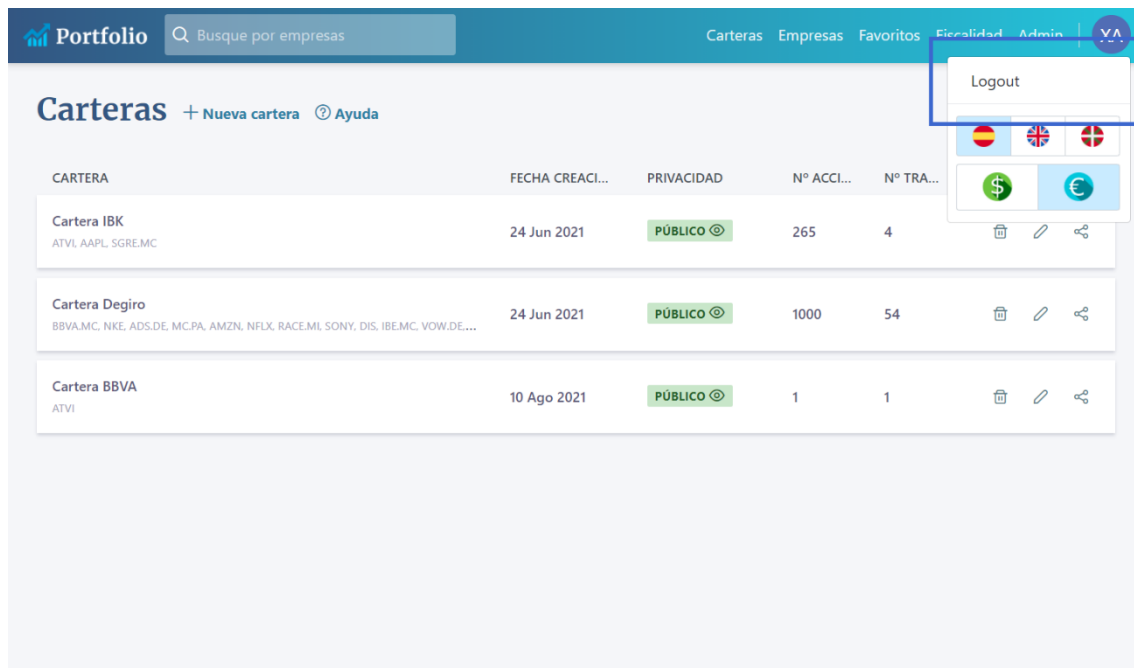 Portfolio
Busque por empresas
Carteras Empresas Favoritos Fiscalidad Admin XA
Logout
Carteras + Nueva cartera ? Ayuda
CARTERA FECHA CREACI... PRIVACIDAD Nº ACCI... Nº TRA...
$ €
Cartera IBK
ATVI, AAPL, SGRE.MC
24 Jun 2021 PÚBLICO 265 4
Cartera Degiro
BBVA.MC, NKE, ADS.DE, MC.PA, AMZN, NFLX, RACE.MI, SONY, DIS, IBE.MC, VOW.DE,...
24 Jun 2021 PÚBLICO 1000 54
Cartera BBVA
ATVI
10 Ago 2021 PÚBLICO 1 1